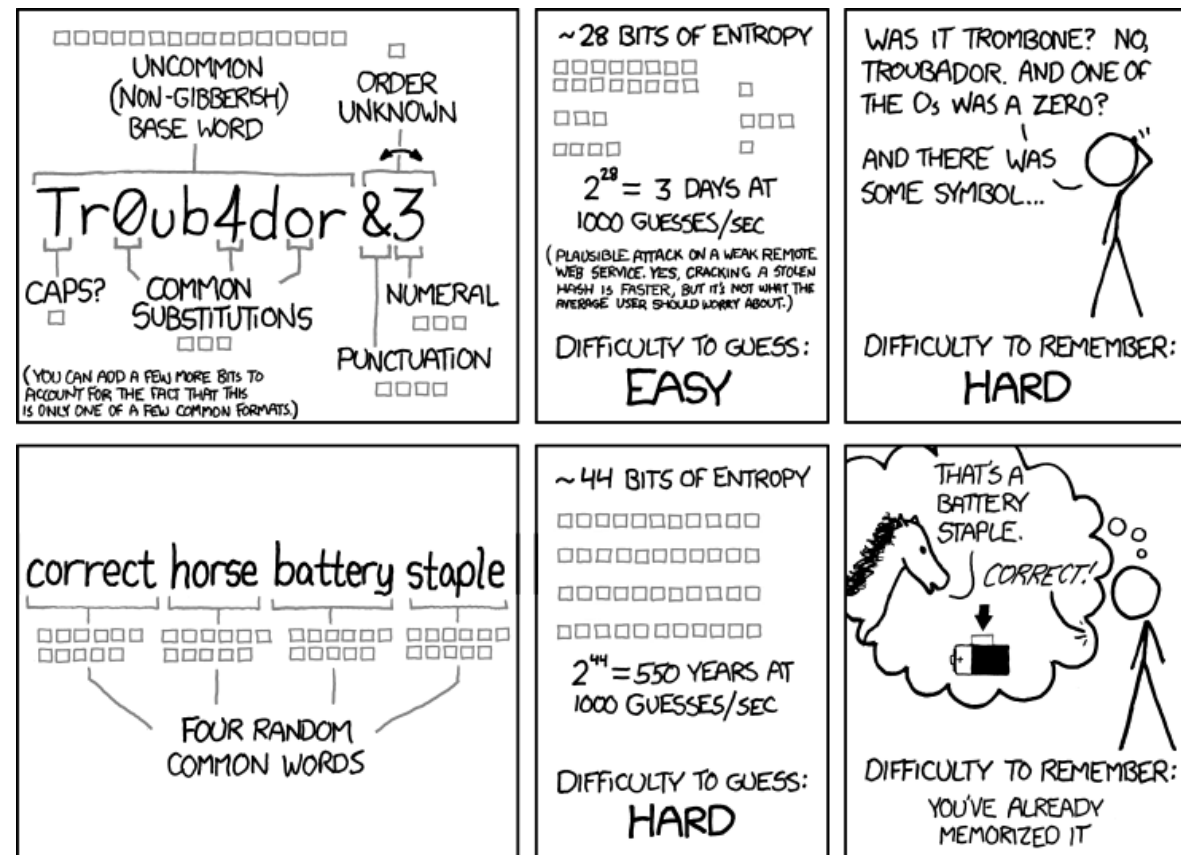 UNCOMMON
(NON-GIBBERISH)
BASE WORD
ORDER
UNKNOWN
Tr0ub4dor &3
CAPS?
COMMON
SUBSTITUTIONS
NUMERAL
PUNCTUATION
(YOU CAN ADD A FEW MORE BITS TO
ACCOUNT FOR THE FACT THAT THIS
IS ONLY ONE OF A FEW COMMON FORMATS.)
~28 BITS OF ENTROPY
2^28 = 3 DAYS AT
1000 GUESSES/SEC
(PLAUSIBLE ATTACK ON A WEAK REMOTE
WEB SERVICE. YES, CRACKING A STOLEN
HASH IS FASTER, BUT IT'S NOT WHAT THE
AVERAGE USER SHOULD WORRY ABOUT.)
DIFFICULTY TO GUESS:
EASY
WAS IT TROMBONE? NO,
TROUBADOR. AND ONE OF
THE Os WAS A ZERO?
AND THERE WAS
SOME SYMBOL...
DIFFICULTY TO REMEMBER:
HARD
correct horse battery staple
FOUR RANDOM
COMMON WORDS
~44 BITS OF ENTROPY
2^44 = 550 YEARS AT
1000 GUESSES/SEC
DIFFICULTY TO GUESS:
HARD
THAT'S A
BATTERY
STAPLE.
CORRECT!
+
DIFFICULTY TO REMEMBER:
YOU'VE ALREADY
MEMORIZED IT